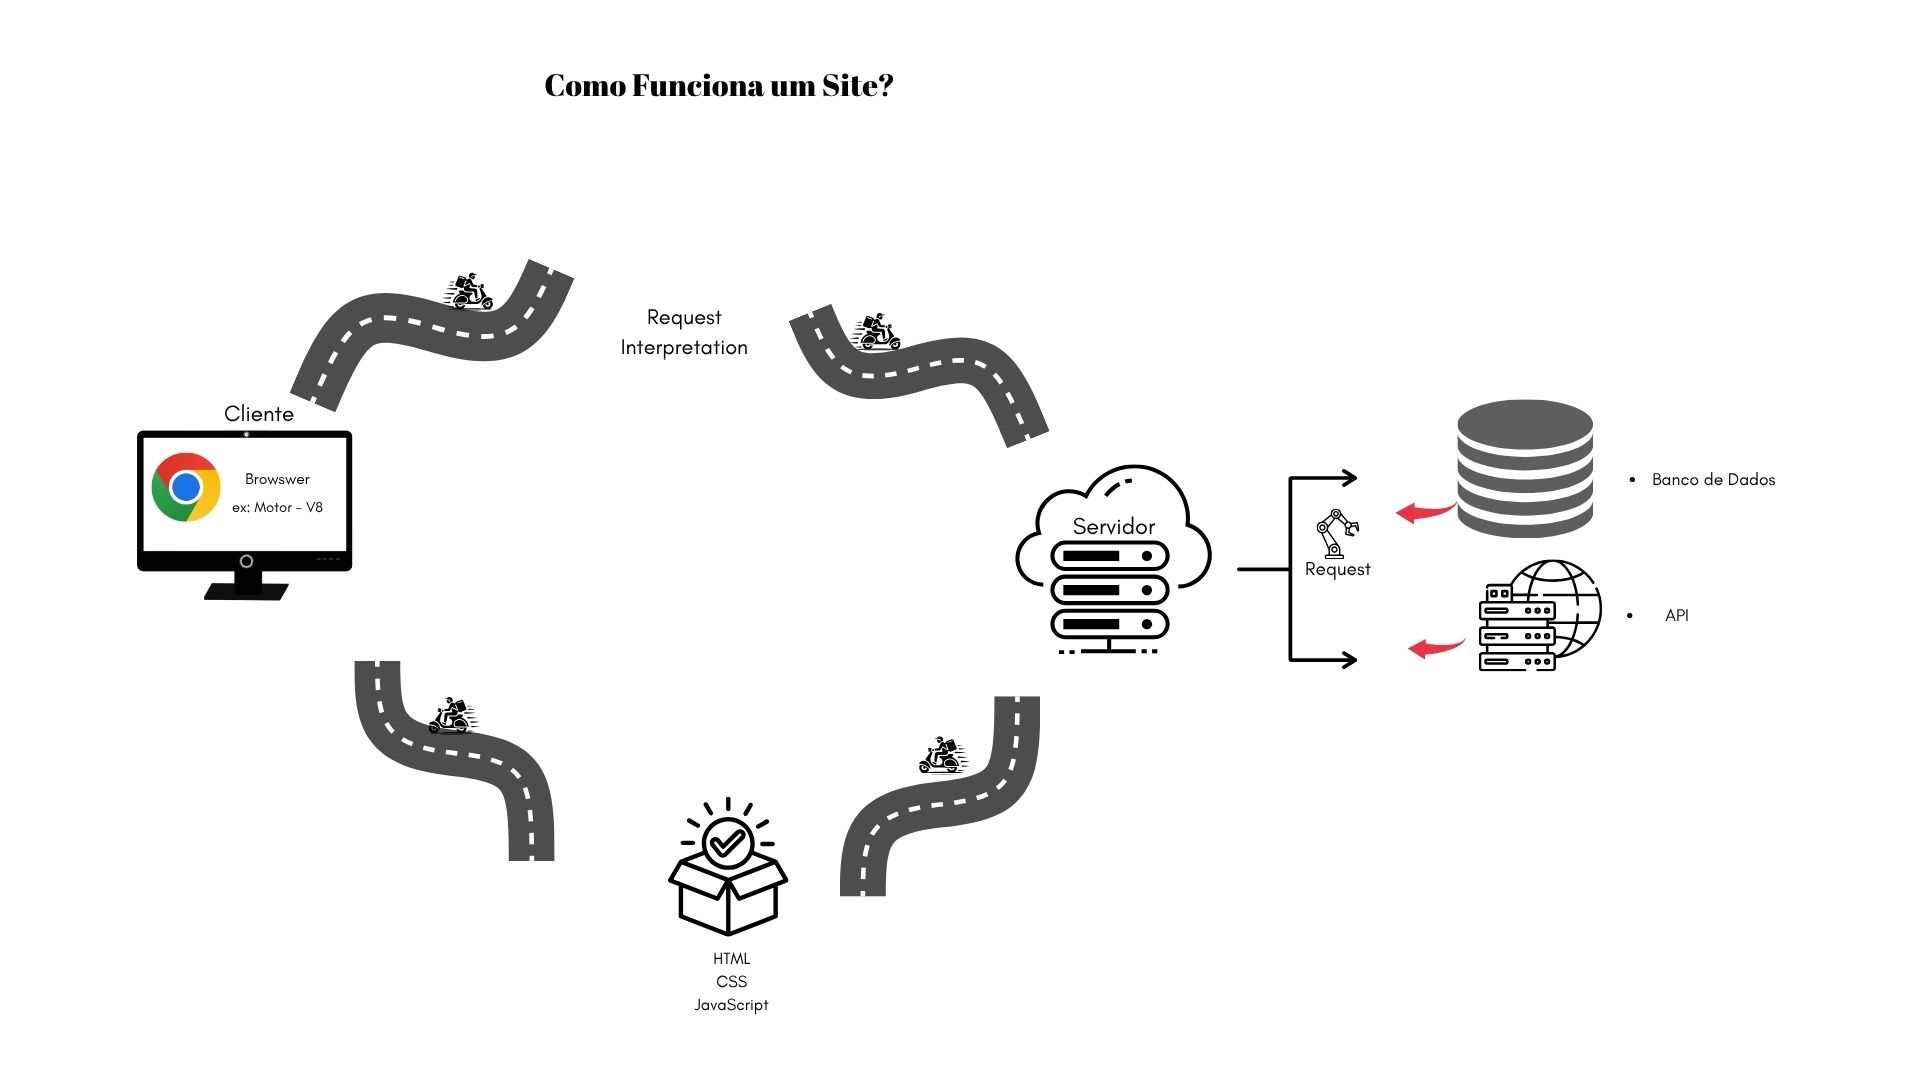 Como Funciona um Site?
Request
Interpretation
Cliente
Browswer
ex: Motor - V8
Servidor
Request
• Banco de Dados
• API
HTML
CSS
JavaScript